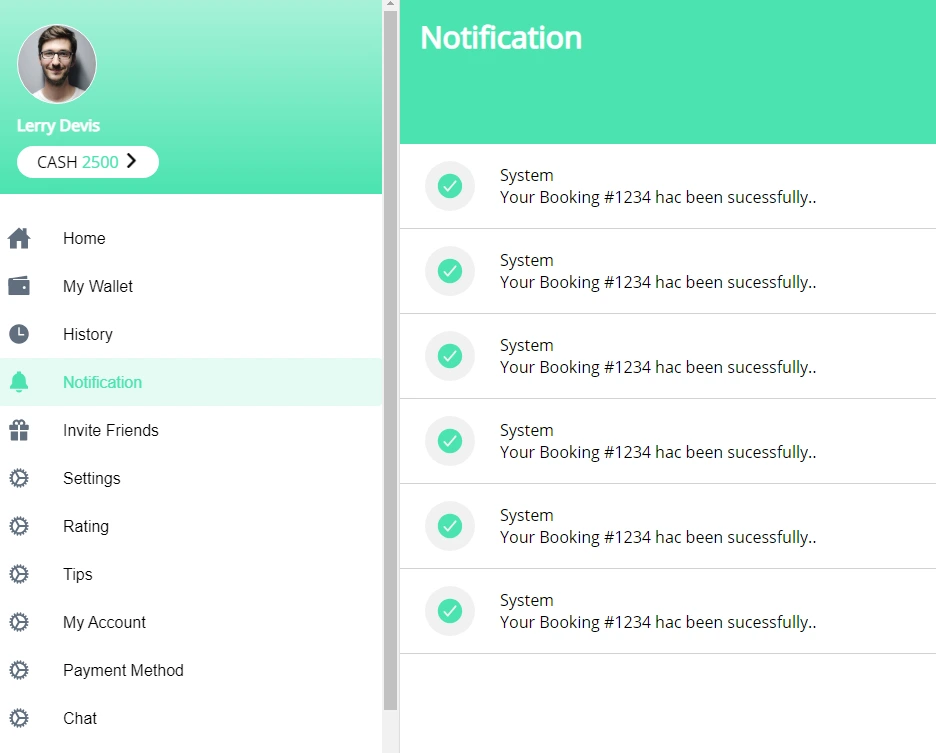 Lerry Devis
CASH 2500
Home
My Wallet
History
Notification
Invite Friends
Settings
Rating
Tips
My Account
Payment Method
Chat
Notification
System
Your Booking #1234 hac been sucessfully..
System
Your Booking #1234 hac been sucessfully..
System
Your Booking #1234 hac been sucessfully..
System
Your Booking #1234 hac been sucessfully..
System
Your Booking #1234 hac been sucessfully..
System
Your Booking #1234 hac been sucessfully..